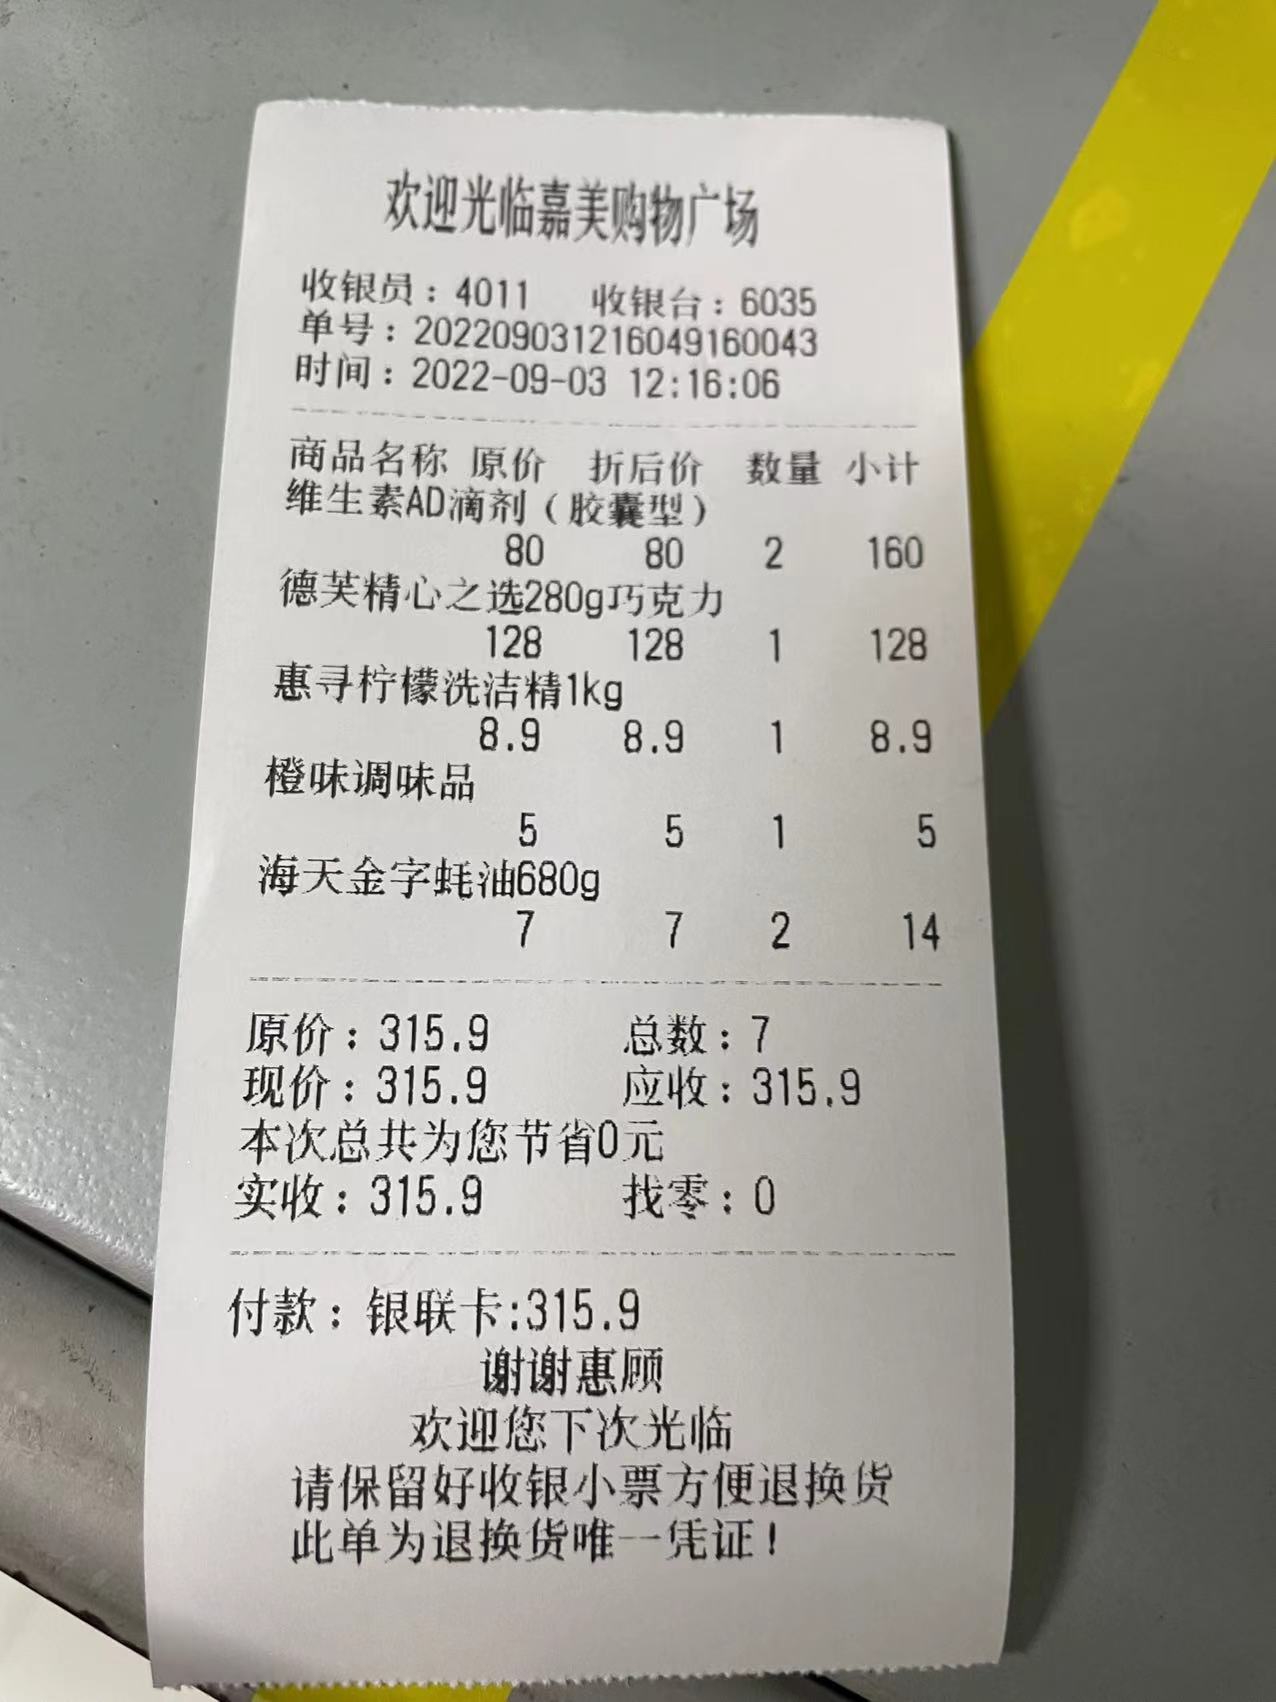 欢迎光临嘉美购物广场
收银员：4011 收银台：6035
单号：202209031216049160043
时间：2022-09-03 12:16:06
商品名称 原价 折后价 数量 小计
维生素AD滴剂（胶囊型）
80 80 2 160
德芙精心之选280g巧克力
128 128 1 128
惠寻柠檬洗洁精1kg
8.9 8.9 1 8.9
橙味调味品
5 5 1 5
海天金字蚝油680g
7 7 2 14
原价：315.9 总数：7
现价：315.9 应收：315.9
本次总共为您节省0元
实收：315.9 找零：0
付款：银联卡:315.9
谢谢惠顾
欢迎您下次光临
请保留好收银小票方便退换货
此单为退换货唯一凭证！